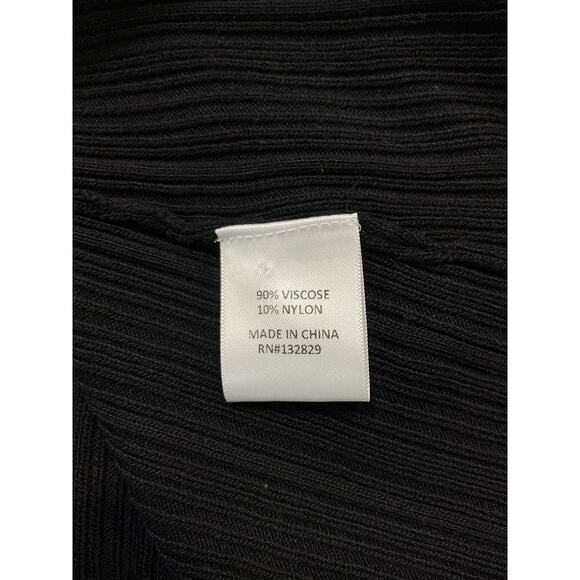 90% VISCOSE
10% NYLON
MADE IN CHINA
RN#132829